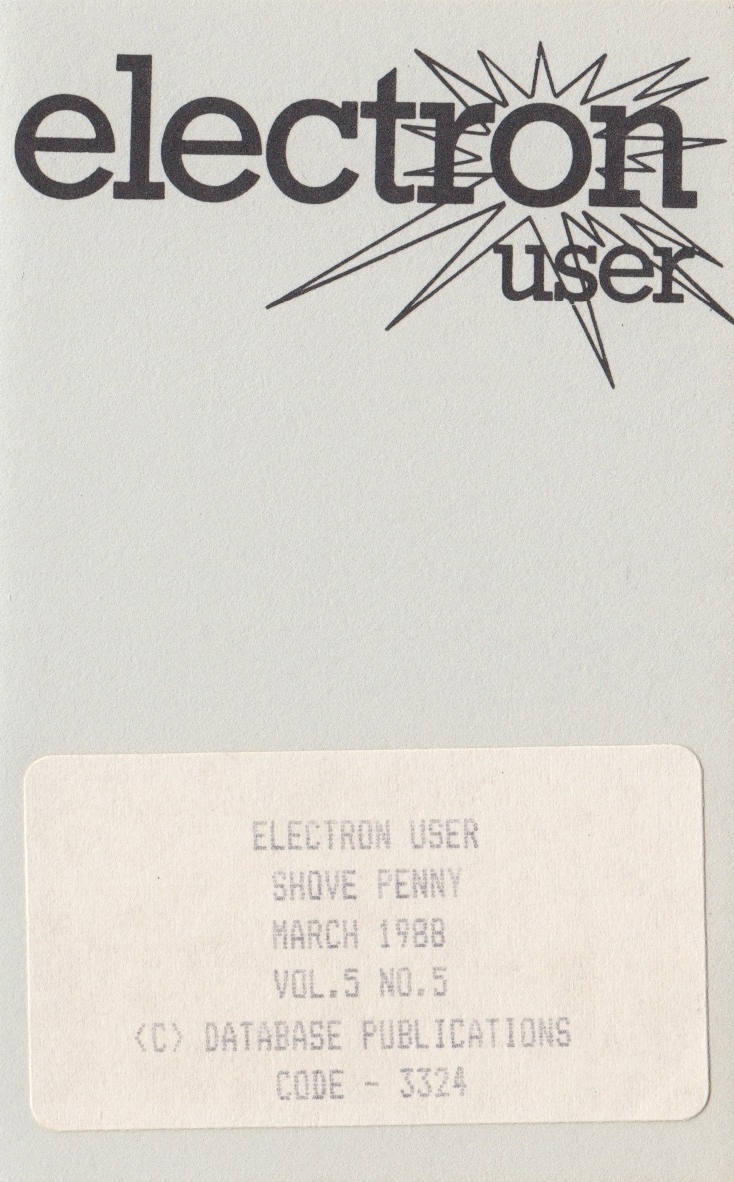 electron
user
ELECTRON USER
SHOVE PENNY
MARCH 1988
VOL.5 NO.5
(C) DATABASE PUBLICATIONS
CODE - 3324